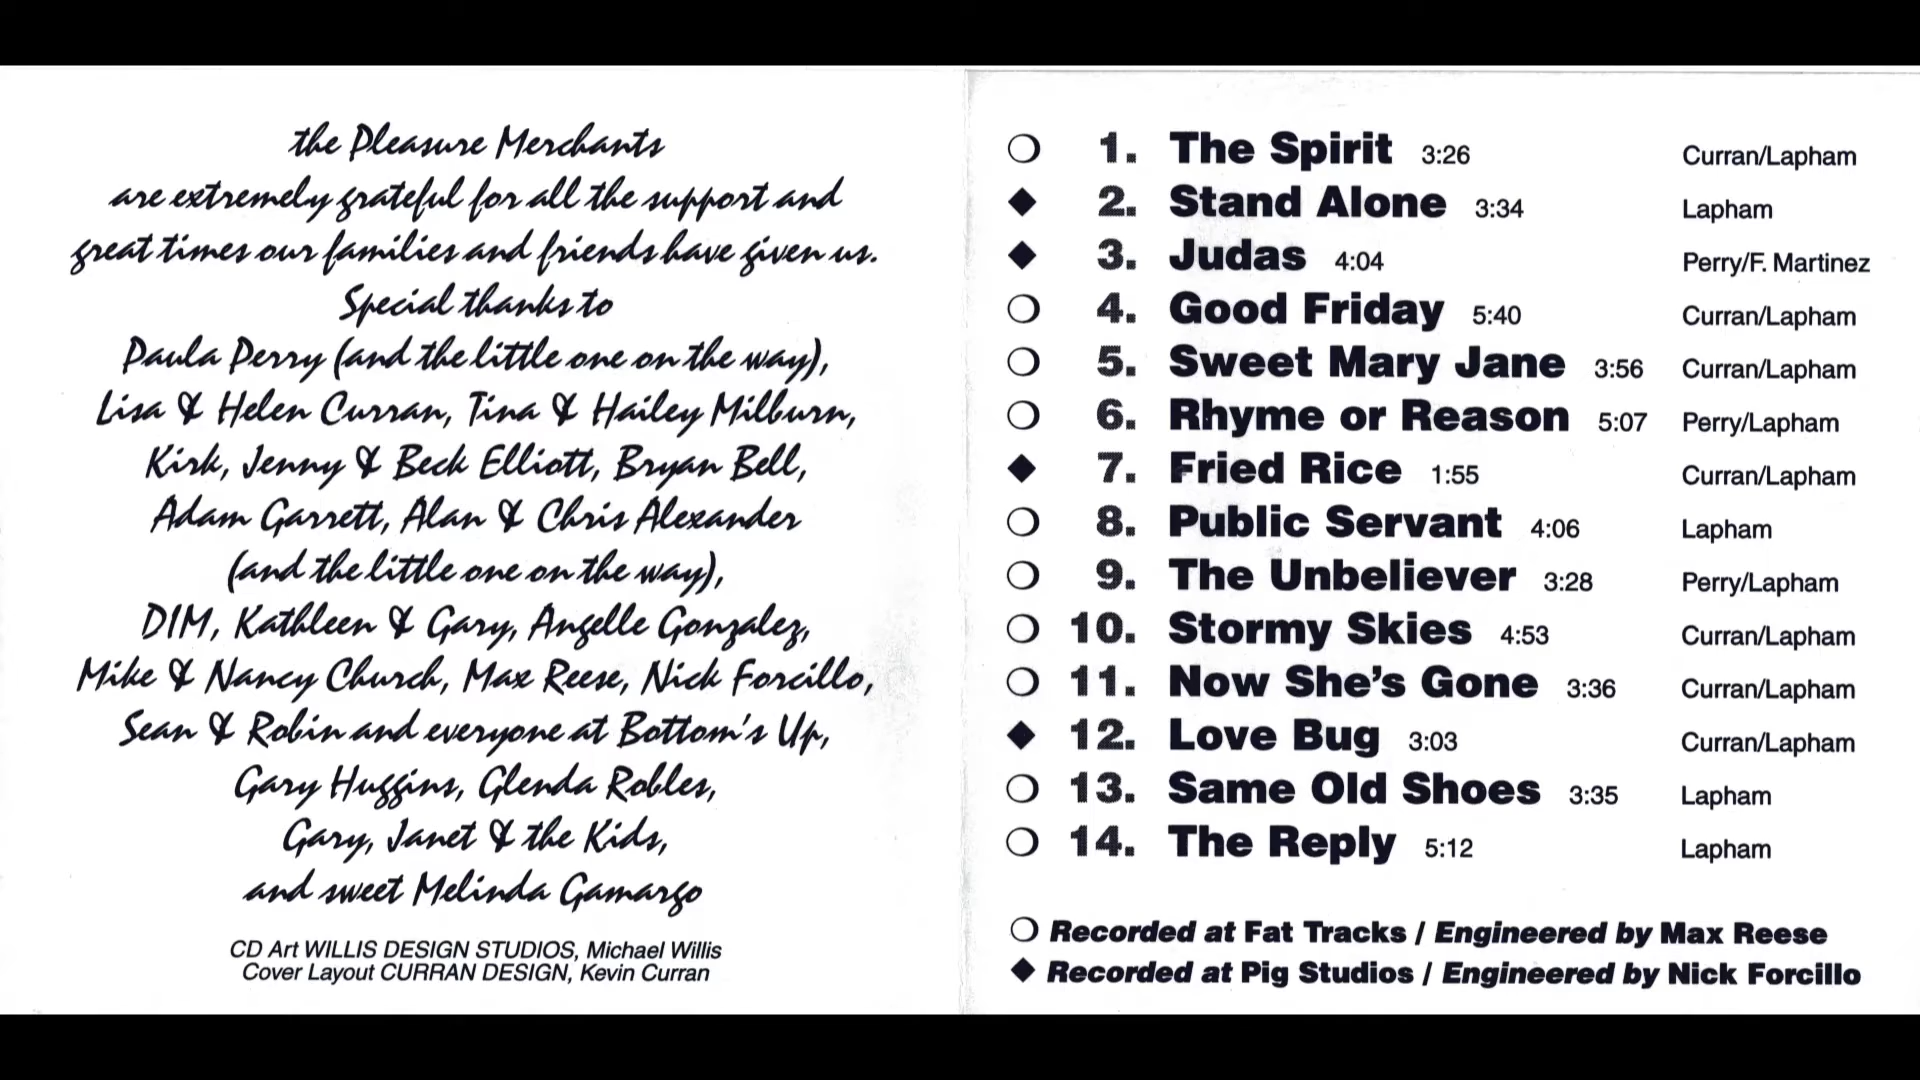 the Pleasure Merchants
are extremely grateful for all the support and
great times our families and friends have given us.
Special thanks to
Paula Perry (and the little one on the way),
Lisa & Helen Curran, Tina & Hailey Milburn,
Kirk, Jenny & Beck Elliott, Bryan Bell,
Adam Garrett, Alan & Chris Alexander
(and the little one on the way),
DIM, Kathleen & Gary, Angelle Gonzalez,
Mike & Nancy Church, Max Reese, Nick Forcillo,
Sean & Robin and everyone at Bottom's Up,
Gary Huggins, Glenda Robles,
Gary, Janet & the Kids,
and sweet Melinda Gamargo
CD Art WILLIS DESIGN STUDIOS, Michael Willis
Cover Layout CURRAN DESIGN, Kevin Curran
❍ 1. The Spirit 3:26 Curran/Lapham
◆ 2. Stand Alone 3:34 Lapham
◆ 3. Judas 4:04 Perry/F. Martinez
❍ 4. Good Friday 5:40 Curran/Lapham
❍ 5. Sweet Mary Jane 3:56 Curran/Lapham
❍ 6. Rhyme or Reason 5:07 Perry/Lapham
◆ 7. Fried Rice 1:55 Curran/Lapham
❍ 8. Public Servant 4:06 Lapham
❍ 9. The Unbeliever 3:28 Perry/Lapham
❍ 10. Stormy Skies 4:53 Curran/Lapham
❍ 11. Now She's Gone 3:36 Curran/Lapham
◆ 12. Love Bug 3:03 Curran/Lapham
❍ 13. Same Old Shoes 3:35 Lapham
❍ 14. The Reply 5:12 Lapham
❍ Recorded at Fat Tracks / Engineered by Max Reese
◆ Recorded at Pig Studios / Engineered by Nick Forcillo